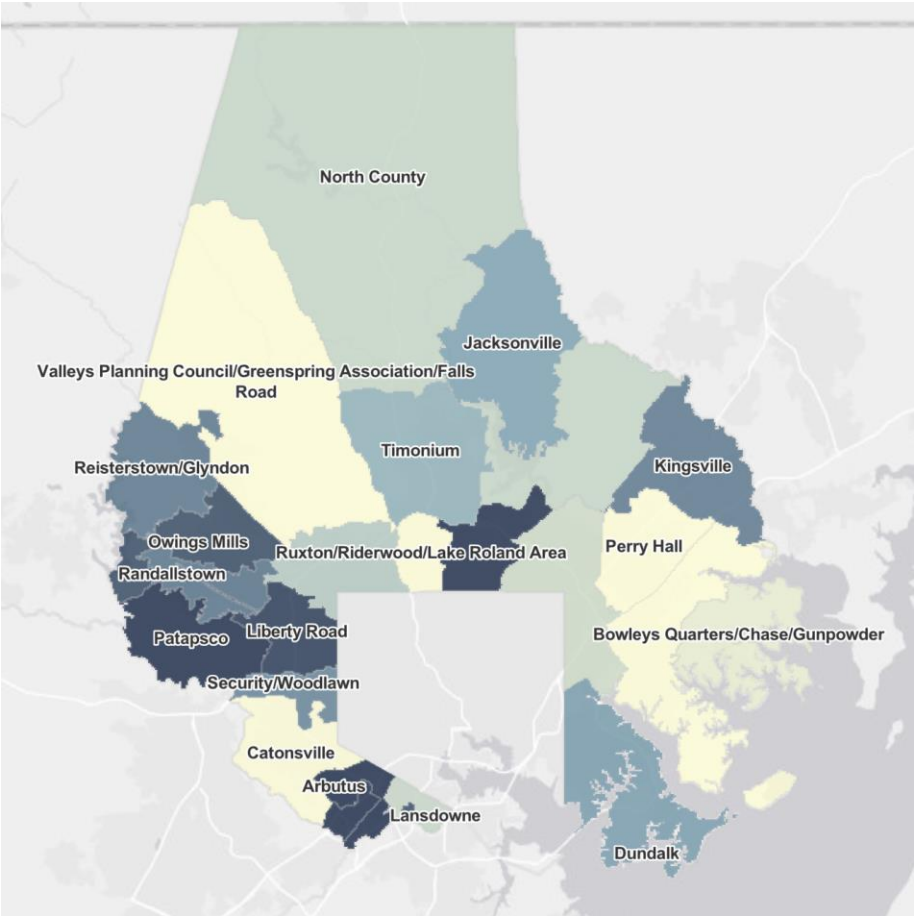 North County
Jacksonville
Valleys Planning Council/Greenspring Association/Falls
Road
Timonium
Reisterstown/Glyndon
Kingsville
Owings Mills
Ruxton/Riderwood/Lake Roland Area
Perry Hall
Randallstown
Patapsco
Liberty Road
Bowleys Quarters/Chase/Gunpowder
Security/Woodlawn
Catonsville
Arbutus
Lansdowne
Dundalk